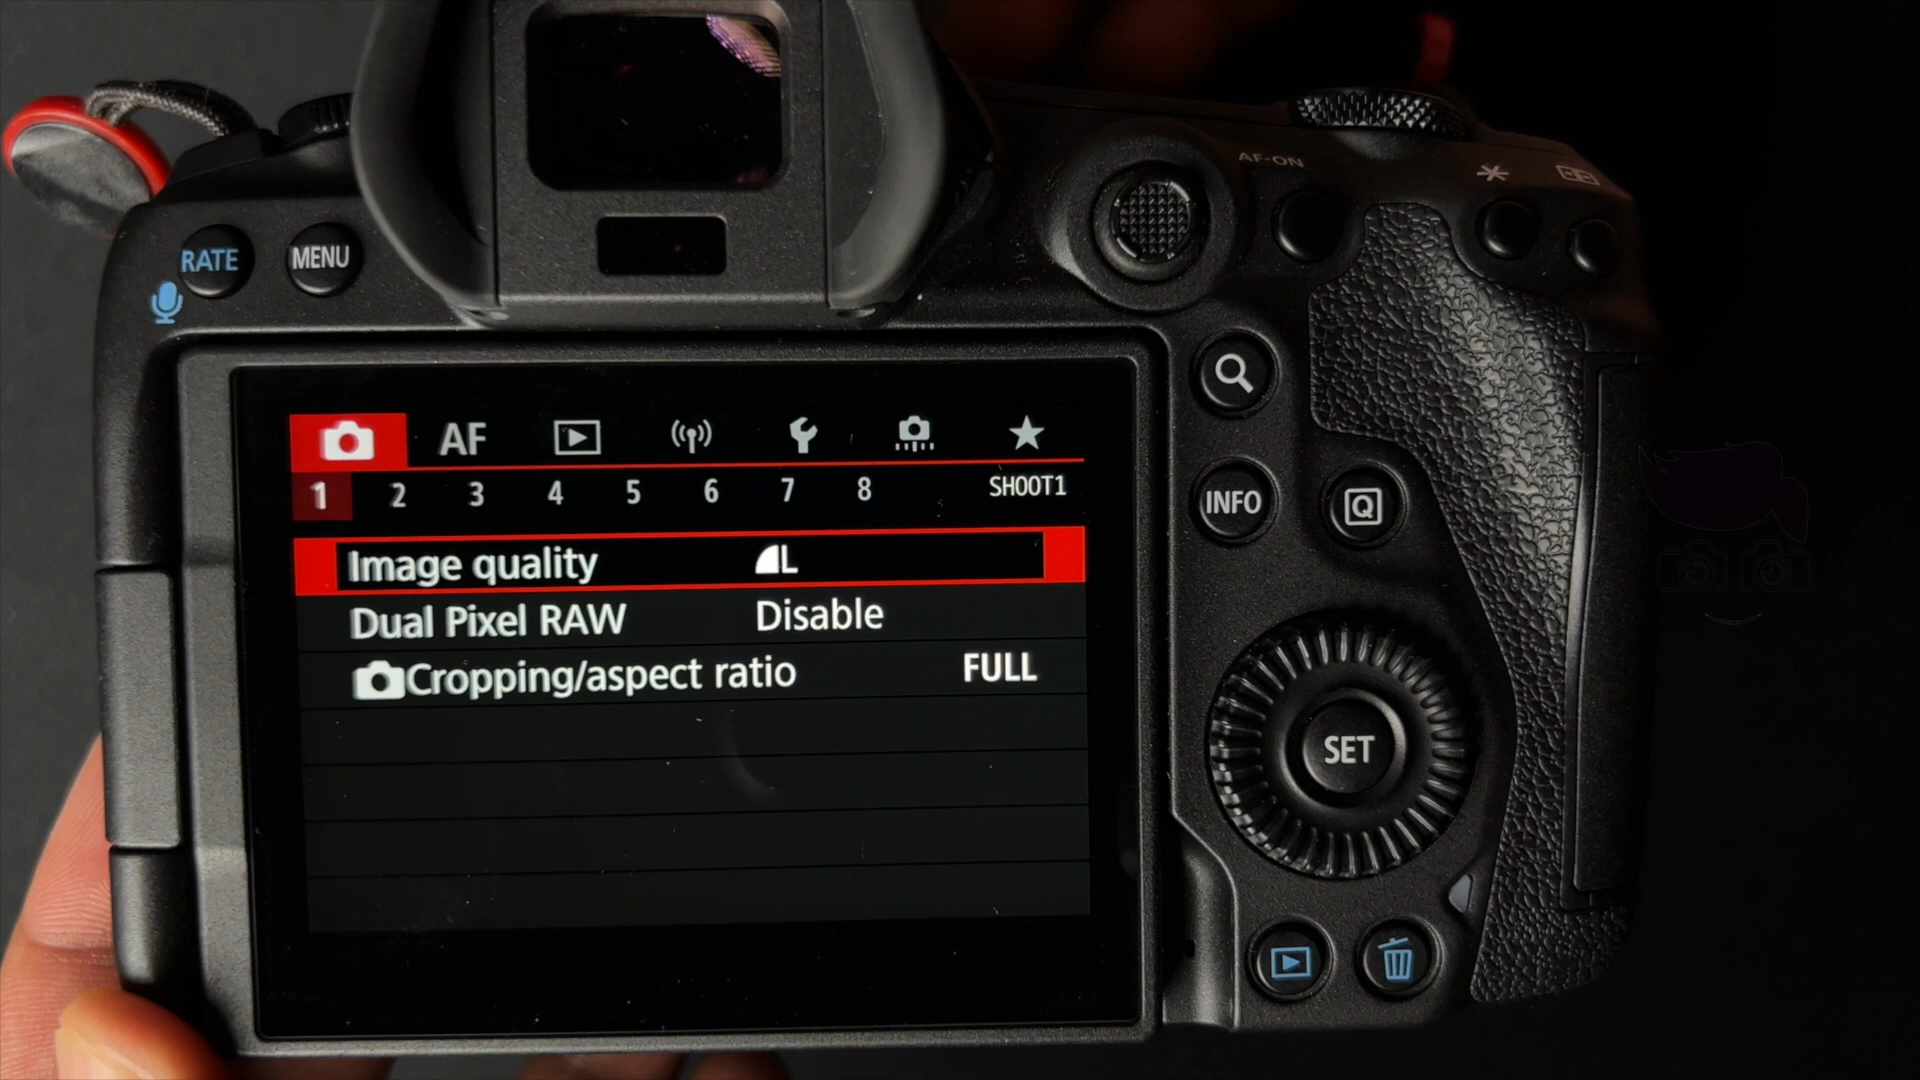 AF-ON
RATE
MENU
AF
1 2 3 4 5 6 7 8 SHOOT1
Image quality L
Dual Pixel RAW Disable
Cropping/aspect ratio FULL
INFO
Q
SET